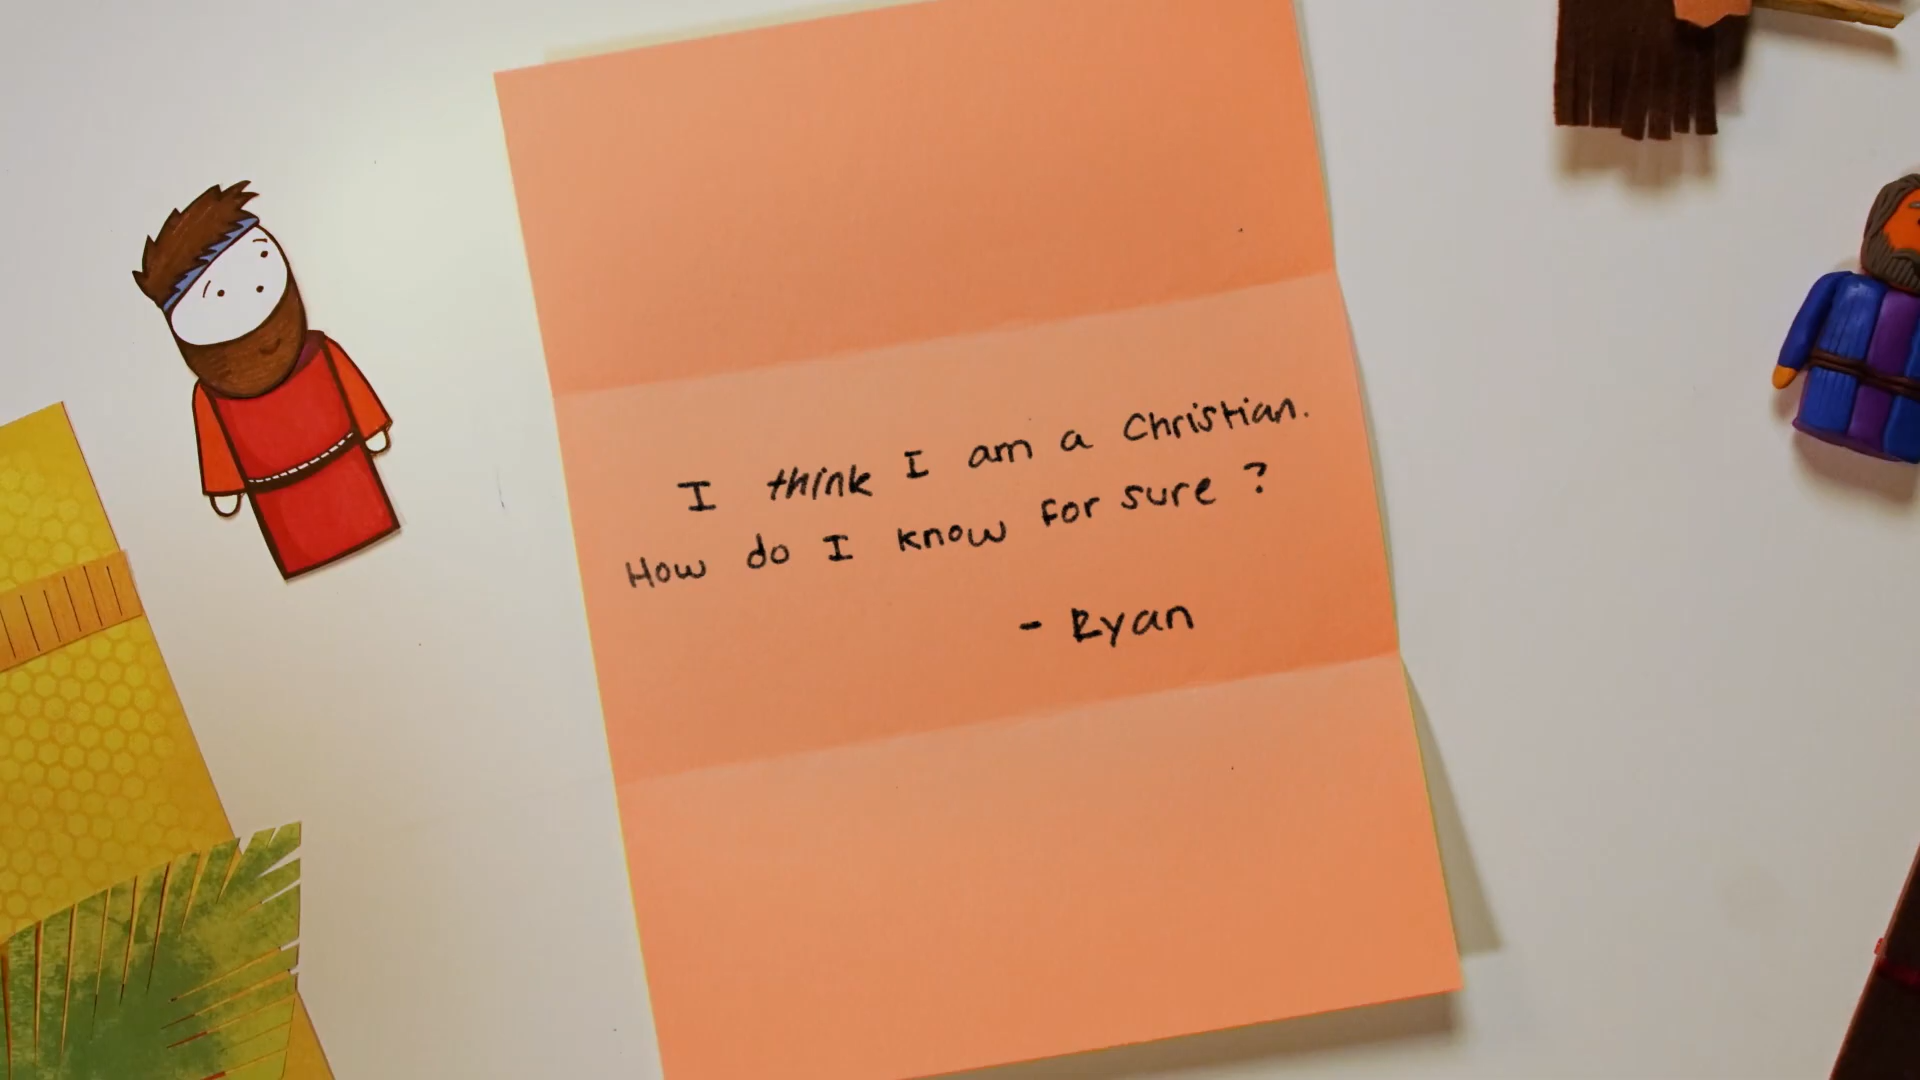 I think I am a Christian.
How do I know for sure?
- Ryan